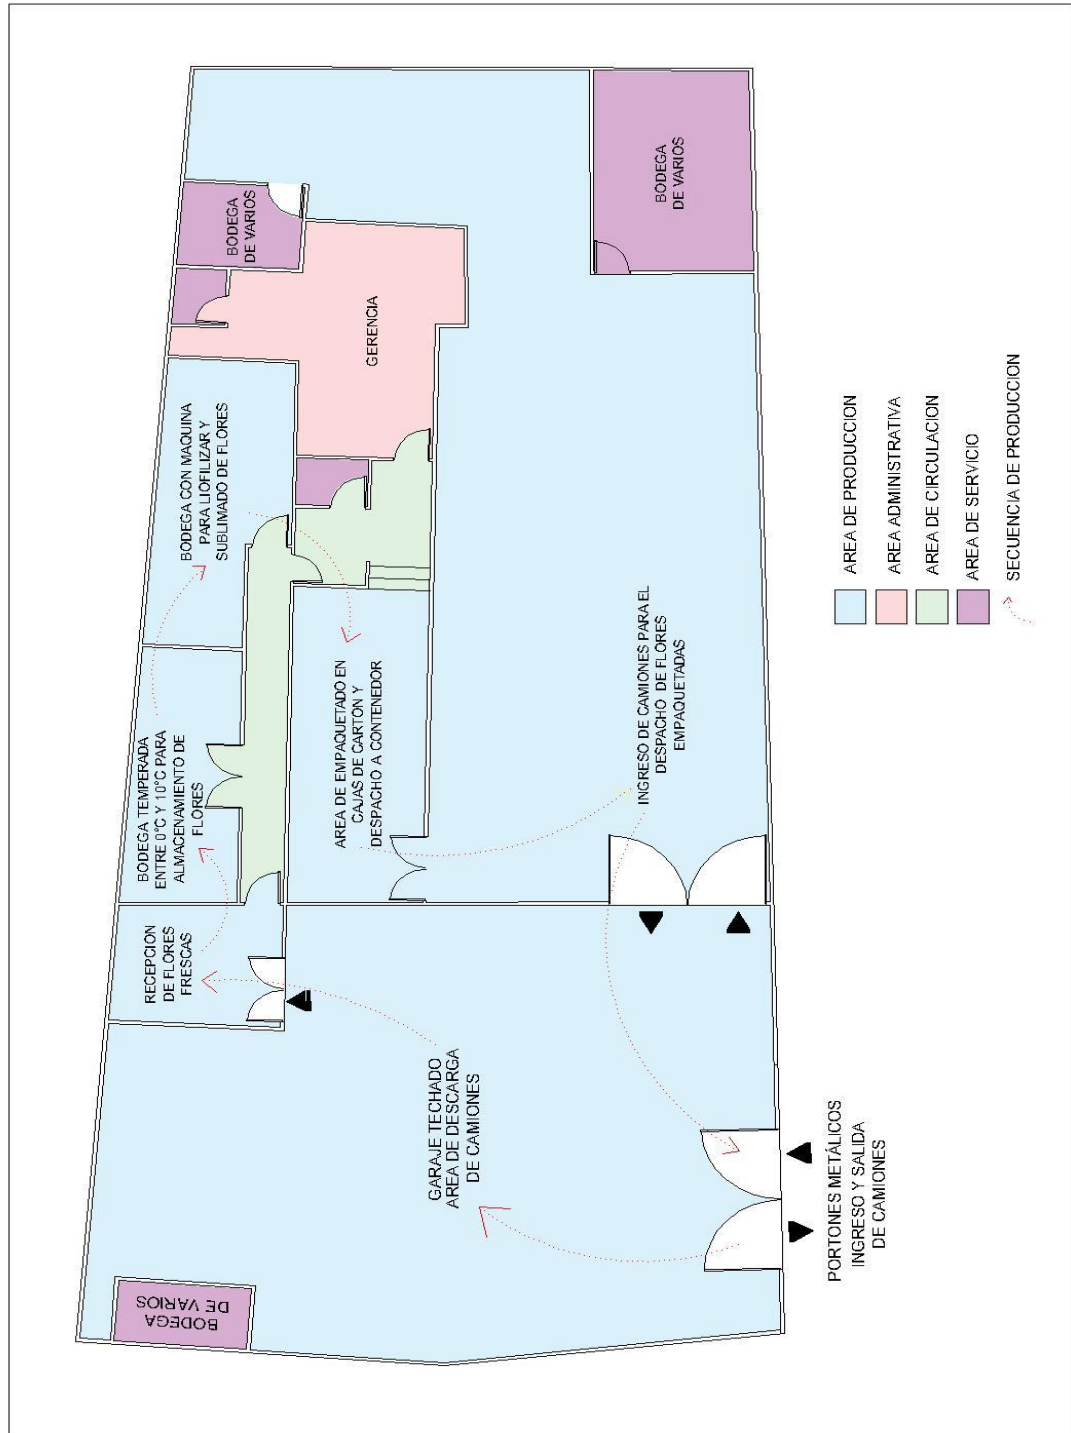 BODEGA
DE VARIOS
BODEGA
DE VARIOS
GERENCIA
BODEGA CON MAQUINA
PARA LIOFILIZAR Y
SUBLIMADO DE FLORES
BODEGA TEMPERADA
ENTRE 0°C Y 10°C PARA
ALMACENAMIENTO DE
FLORES
RECEPCION
DE FLORES
FRESCAS
AREA DE EMPAQUETADO EN
CAJAS DE CARTON Y
DESPACHO A CONTENEDOR
INGRESO DE CAMIONES PARA EL
DESPACHO DE FLORES
EMPAQUETADAS
GARAJE TECHADO
AREA DE DESCARGA
DE CAMIONES
BODEGA
DE VARIOS
PORTONES METÁLICOS
INGRESO Y SALIDA
DE CAMIONES
AREA DE PRODUCCION
AREA ADMINISTRATIVA
AREA DE CIRCULACION
AREA DE SERVICIO
SECUENCIA DE PRODUCCION